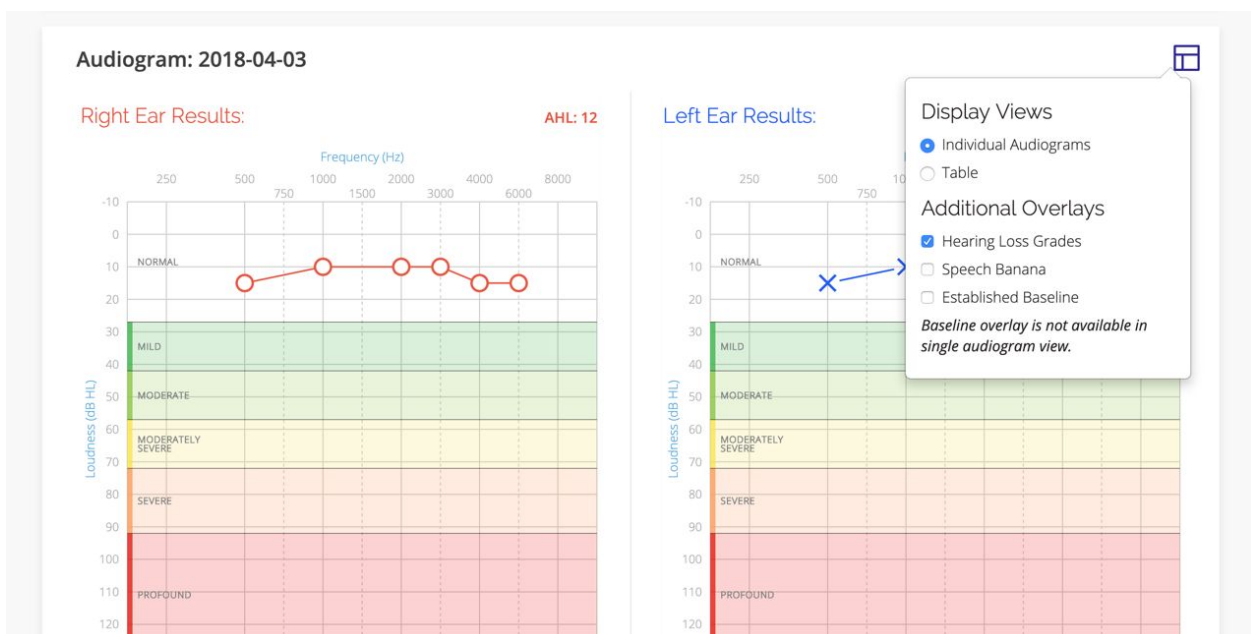 Audiogram: 2018-04-03
Right Ear Results:
AHL: 12
Frequency (Hz)
250 500 1000 2000 4000 8000
750 1500 3000 6000
-10
0
10
20
30
40
50
60
70
80
90
100
110
120
Loudness (dB HL)
NORMAL
MILD
MODERATE
MODERATELY
SEVERE
SEVERE
PROFOUND
Left Ear Results:
250 500
750
-10
0
10
20
30
40
50
60
70
80
90
100
110
120
Loudness (dB HL)
NORMAL
MILD
MODERATE
MODERATELY
SEVERE
SEVERE
PROFOUND
Display Views
Individual Audiograms
Table
Additional Overlays
Hearing Loss Grades
Speech Banana
Established Baseline
Baseline overlay is not available in
single audiogram view.